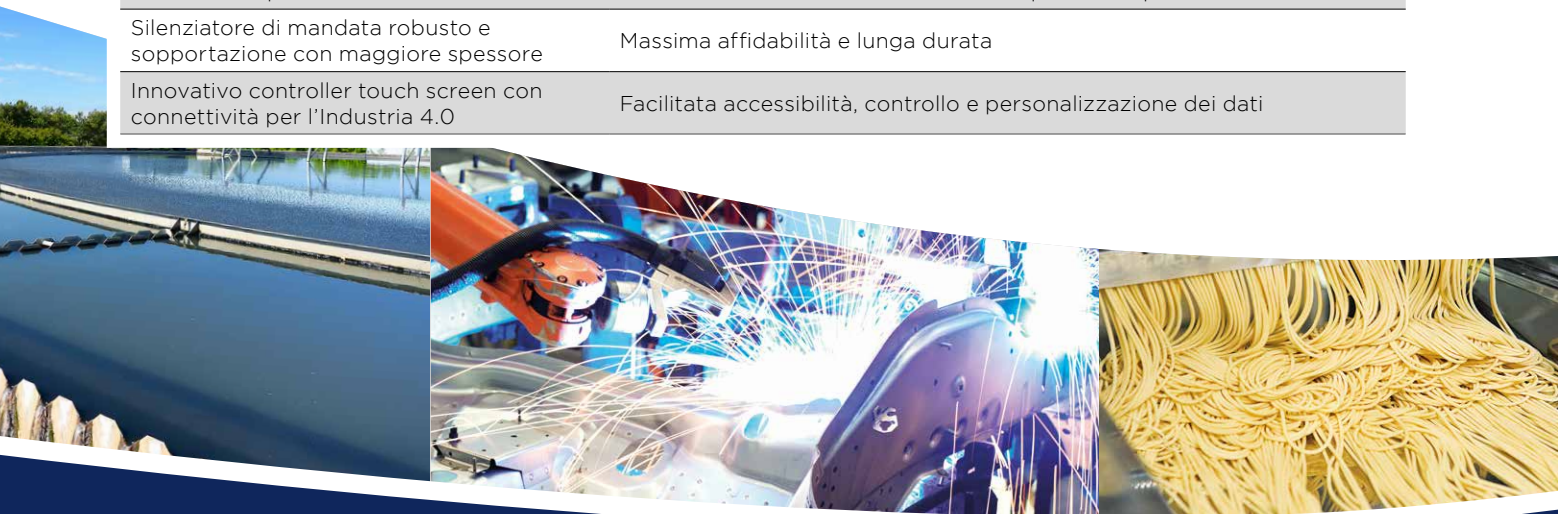 Silenziatore di mandata robusto e
sopportazione con maggiore spessore
Massima affidabilità e lunga durata
Innovativo controller touch screen con
connettività per l'Industria 4.0
Facilitata accessibilità, controllo e personalizzazione dei dati